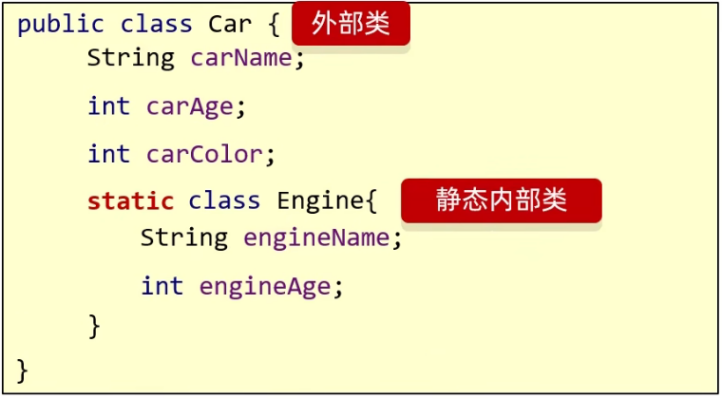 public class Car { 外部类
String carName;
int carAge;
int carColor;
static class Engine{ 静态内部类
String engineName;
int engineAge;
}
}